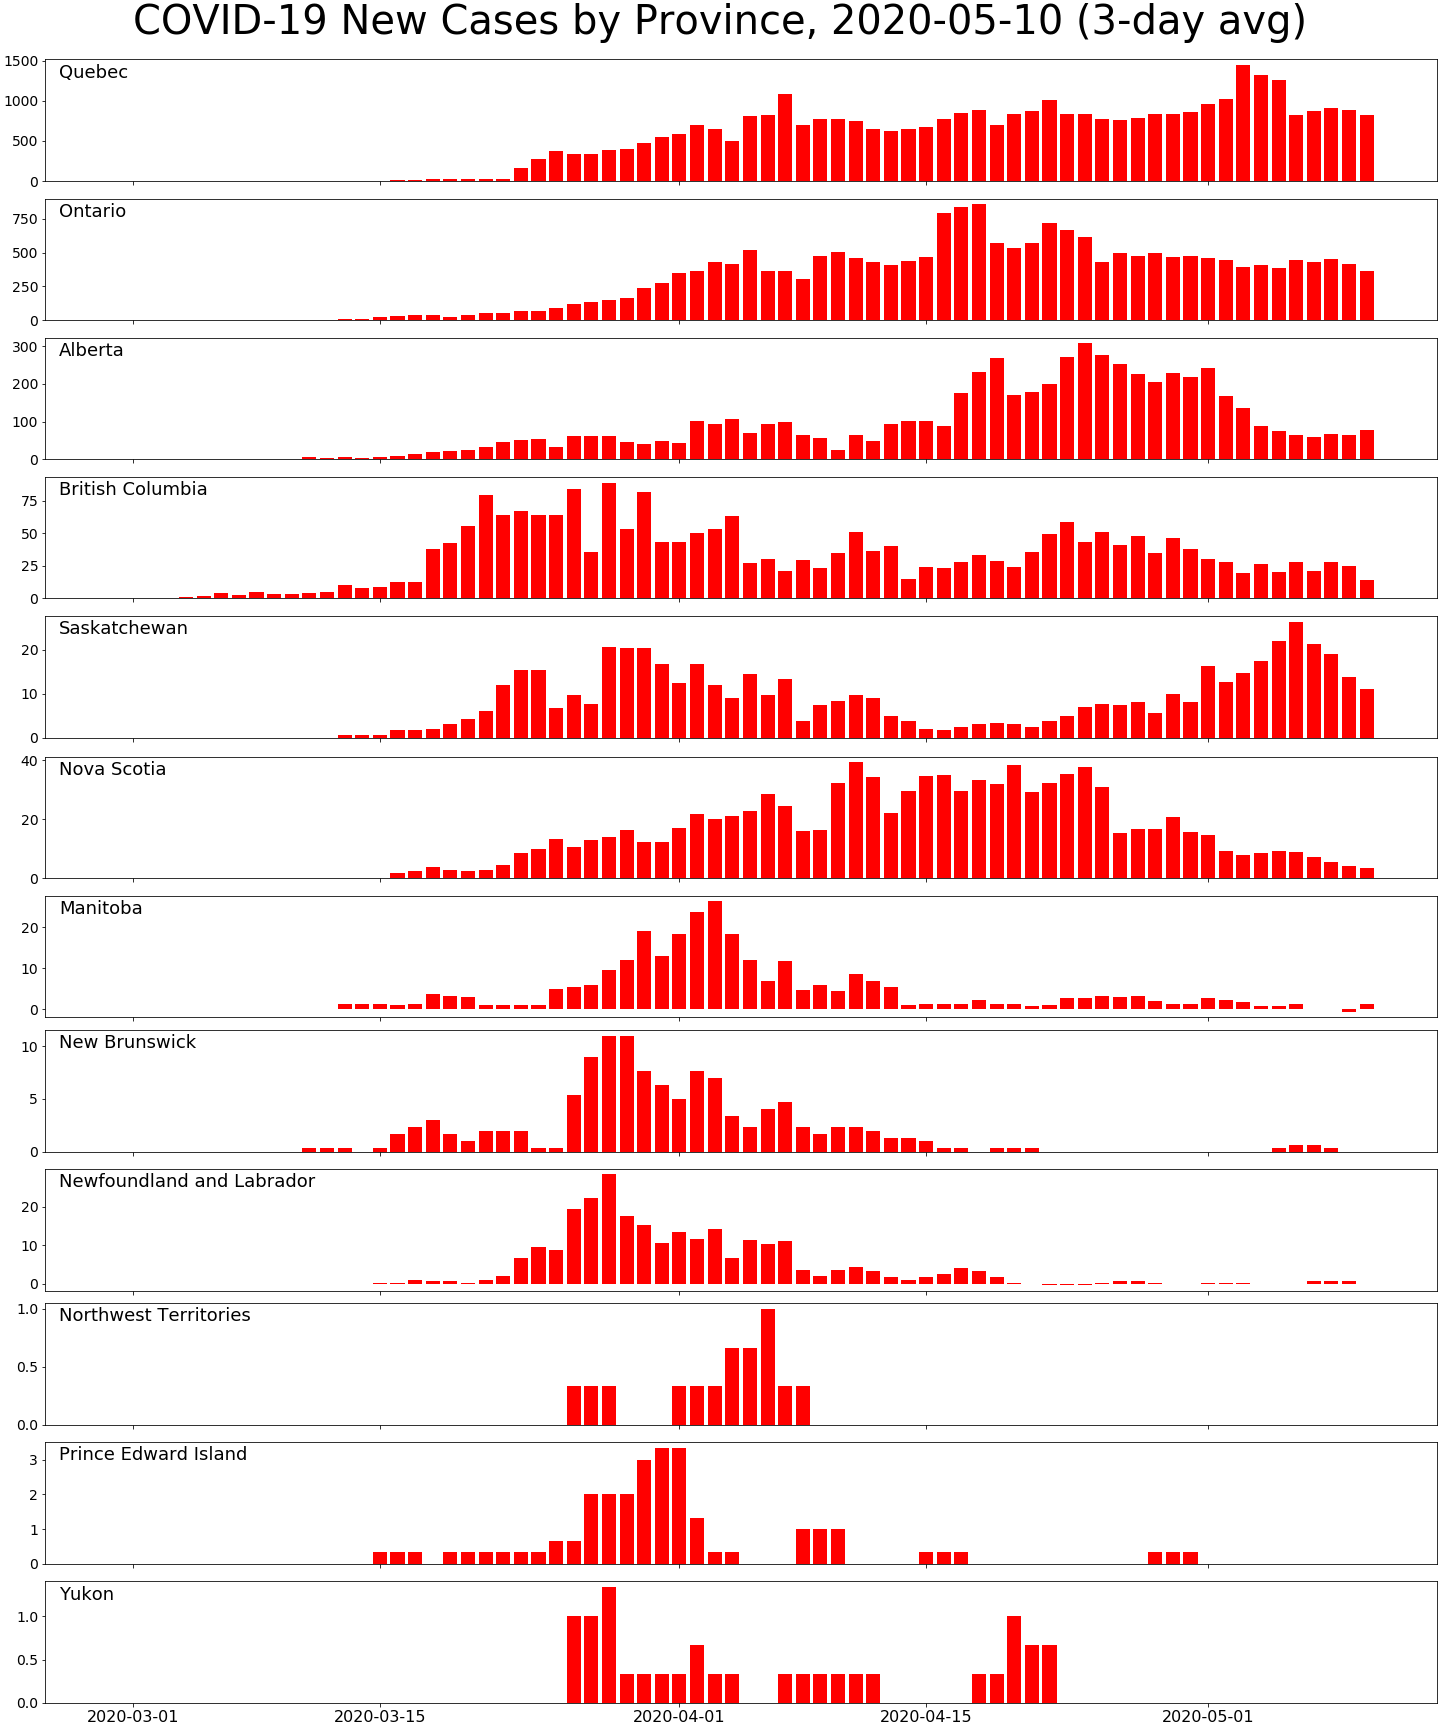 COVID-19 New Cases by Province, 2020-05-10 (3-day avg)
Quebec
1500
1000
500
0
Ontario
750
500
250
0
Alberta
300
200
100
0
British Columbia
75
50
25
0
Saskatchewan
20
10
0
Nova Scotia
40
20
0
Manitoba
20
10
0
New Brunswick
10
5
0
Newfoundland and Labrador
20
10
0
Northwest Territories
1.0
0.5
0.0
Prince Edward Island
3
2
1
0
Yukon
1.0
0.5
0.0
2020-03-01 2020-03-15 2020-04-01 2020-04-15 2020-05-01